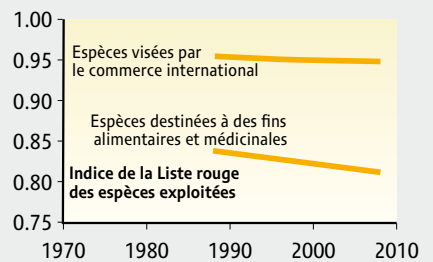 1.00
0.95
0.90
0.85
0.80
0.75
Espèces visées par
le commerce international
Espèces destinées à des fins
alimentaires et médicinales
Indice de la Liste rouge
des espèces exploitées
1970 1980 1990 2000 2010